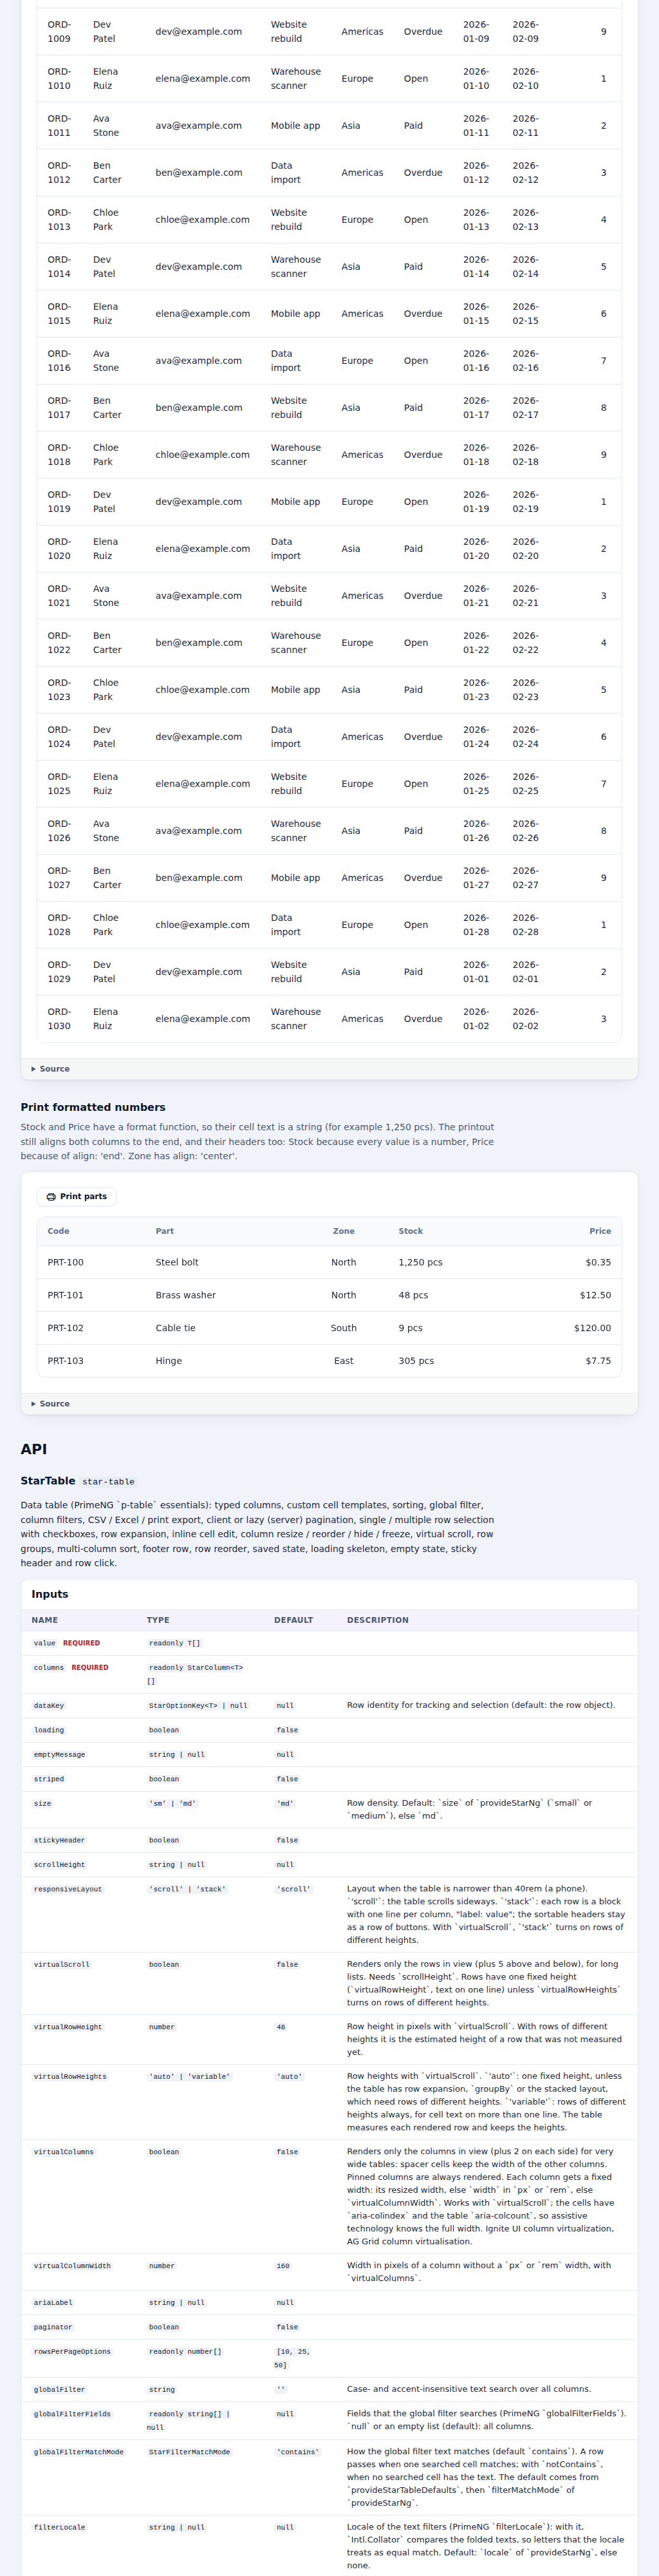 ORD-1009 Dev Patel dev@example.com Website rebuild Americas Overdue 2026-01-09 2026-02-09 9
ORD-1010 Elena Ruiz elena@example.com Warehouse scanner Europe Open 2026-01-10 2026-02-10 1
ORD-1011 Ava Stone ava@example.com Mobile app Asia Paid 2026-01-11 2026-02-11 2
ORD-1012 Ben Carter ben@example.com Data import Americas Overdue 2026-01-12 2026-02-12 3
ORD-1013 Chloe Park chloe@example.com Website rebuild Europe Open 2026-01-13 2026-02-13 4
ORD-1014 Dev Patel dev@example.com Warehouse scanner Asia Paid 2026-01-14 2026-02-14 5
ORD-1015 Elena Ruiz elena@example.com Mobile app Americas Overdue 2026-01-15 2026-02-15 6
ORD-1016 Ava Stone ava@example.com Data import Europe Open 2026-01-16 2026-02-16 7
ORD-1017 Ben Carter ben@example.com Website rebuild Asia Paid 2026-01-17 2026-02-17 8
ORD-1018 Chloe Park chloe@example.com Warehouse scanner Americas Overdue 2026-01-18 2026-02-18 9
ORD-1019 Dev Patel dev@example.com Mobile app Europe Open 2026-01-19 2026-02-19 1
ORD-1020 Elena Ruiz elena@example.com Data import Asia Paid 2026-01-20 2026-02-20 2
ORD-1021 Ava Stone ava@example.com Website rebuild Americas Overdue 2026-01-21 2026-02-21 3
ORD-1022 Ben Carter ben@example.com Warehouse scanner Europe Open 2026-01-22 2026-02-22 4
ORD-1023 Chloe Park chloe@example.com Mobile app Asia Paid 2026-01-23 2026-02-23 5
ORD-1024 Dev Patel dev@example.com Data import Americas Overdue 2026-01-24 2026-02-24 6
ORD-1025 Elena Ruiz elena@example.com Website rebuild Europe Open 2026-01-25 2026-02-25 7
ORD-1026 Ava Stone ava@example.com Warehouse scanner Asia Paid 2026-01-26 2026-02-26 8
ORD-1027 Ben Carter ben@example.com Mobile app Americas Overdue 2026-01-27 2026-02-27 9
ORD-1028 Chloe Park chloe@example.com Data import Europe Open 2026-01-28 2026-02-28 1
ORD-1029 Dev Patel dev@example.com Website rebuild Asia Paid 2026-01-01 2026-02-01 2
ORD-1030 Elena Ruiz elena@example.com Warehouse scanner Americas Overdue 2026-01-02 2026-02-02 3
Source
Print formatted numbers
Stock and Price have a format function, so their cell text is a string (for example 1,250 pcs). The printout
still aligns both columns to the end, and their headers too: Stock because every value is a number, Price
because of align: 'end'. Zone has align: 'center'.
Print parts
Code Part Zone Stock Price
PRT-100 Steel bolt North 1,250 pcs $0.35
PRT-101 Brass washer North 48 pcs $12.50
PRT-102 Cable tie South 9 pcs $120.00
PRT-103 Hinge East 305 pcs $7.75
Source
API
StarTable star-table
Data table (PrimeNG `p-table` essentials): typed columns, custom cell templates, sorting, global filter,
column filters, CSV / Excel / print export, client or lazy (server) pagination, single / multiple row selection
with checkboxes, row expansion, inline cell edit, column resize / reorder / hide / freeze, virtual scroll, row
groups, multi-column sort, footer row, row reorder, saved state, loading skeleton, empty state, sticky
header and row click.
Inputs
NAME TYPE DEFAULT DESCRIPTION
value REQUIRED readonly T[]
columns REQUIRED readonly StarColumn<T>
[]
dataKey StarOptionKey<T> | null null Row identity for tracking and selection (default: the row object).
loading boolean false
emptyMessage string | null null
striped boolean false
size 'sm' | 'md' 'md' Row density. Default: `size` of `provideStarNg` (`small` or
`medium`), else `md`.
stickyHeader boolean false
scrollHeight string | null null
responsiveLayout 'scroll' | 'stack' 'scroll' Layout when the table is narrower than 40rem (a phone).
`'scroll'`: the table scrolls sideways. `'stack'`: each row is a block
with one line per column, "label: value"; the sortable headers stay
as a row of buttons. With `virtualScroll`, `'stack'` turns on rows of
different heights.
virtualScroll boolean false Renders only the rows in view (plus 5 above and below), for long
lists. Needs `scrollHeight`. Rows have one fixed height
(`virtualRowHeight`, text on one line) unless `virtualRowHeights`
turns on rows of different heights.
virtualRowHeight number 48 Row height in pixels with `virtualScroll`. With rows of different
heights it is the estimated height of a row that was not measured
yet.
virtualRowHeights 'auto' | 'variable' 'auto' Row heights with `virtualScroll`. `'auto'`: one fixed height, unless
the table has row expansion, `groupBy` or the stacked layout,
which need rows of different heights. `'variable'`: rows of different
heights always, for cell text on more than one line. The table
measures each rendered row and keeps the heights.
virtualColumns boolean false Renders only the columns in view (plus 2 on each side) for very
wide tables: spacer cells keep the width of the other columns.
Pinned columns are always rendered. Each column gets a fixed
width: its resized width, else `width` in `px` or `rem`, else
`virtualColumnWidth`. Works with `virtualScroll`; the cells have
`aria-colindex` and the table `aria-colcount`, so assistive
technology knows the full width. Ignite UI column virtualization,
AG Grid column virtualisation.
virtualColumnWidth number 160 Width in pixels of a column without a `px` or `rem` width, with
`virtualColumns`.
ariaLabel string | null null
paginator boolean false
rowsPerPageOptions readonly number[] [10, 25,
50]
globalFilter string '' Case- and accent-insensitive text search over all columns.
globalFilterFields readonly string[] |
null null Fields that the global filter searches (PrimeNG `globalFilterFields`).
`null` or an empty list (default): all columns.
globalFilterMatchMode StarFilterMatchMode 'contains' How the global filter text matches (default `contains`). A row
passes when one searched cell matches; with `notContains`,
when no searched cell has the text. The default comes from
`provideStarTableDefaults`, then `filterMatchMode` of
`provideStarNg`.
filterLocale string | null null Locale of the text filters (PrimeNG `filterLocale`): with it,
`Intl.Collator` compares the folded texts, so letters that the locale
treats as equal match. Default: `locale` of `provideStarNg`, else
none.